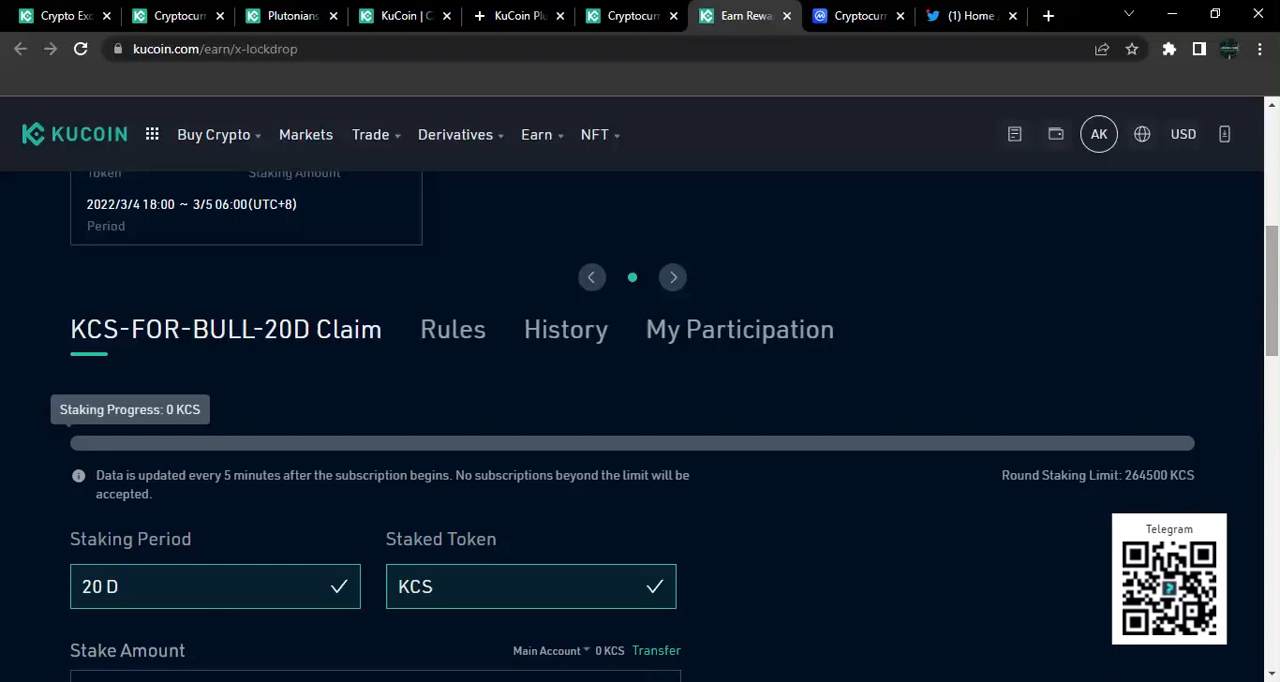 Crypto Exc
Cryptocurr
Plutonians
KuCoin | C
KuCoin Plu
Cryptocurr
Earn Rewa
Cryptocurr
(1) Home /
kucoin.com/earn/x-lockdrop
KUCOIN
Buy Crypto
Markets
Trade
Derivatives
Earn
NFT
AK
USD
Token
Staking Amount
2022/3/4 18:00 ~ 3/5 06:00(UTC+8)
Period
KCS-FOR-BULL-20D Claim
Rules
History
My Participation
Staking Progress: 0 KCS
Data is updated every 5 minutes after the subscription begins. No subscriptions beyond the limit will be
accepted.
Round Staking Limit: 264500 KCS
Telegram
Staking Period
Staked Token
20 D
KCS
Stake Amount
Main Account
0 KCS
Transfer